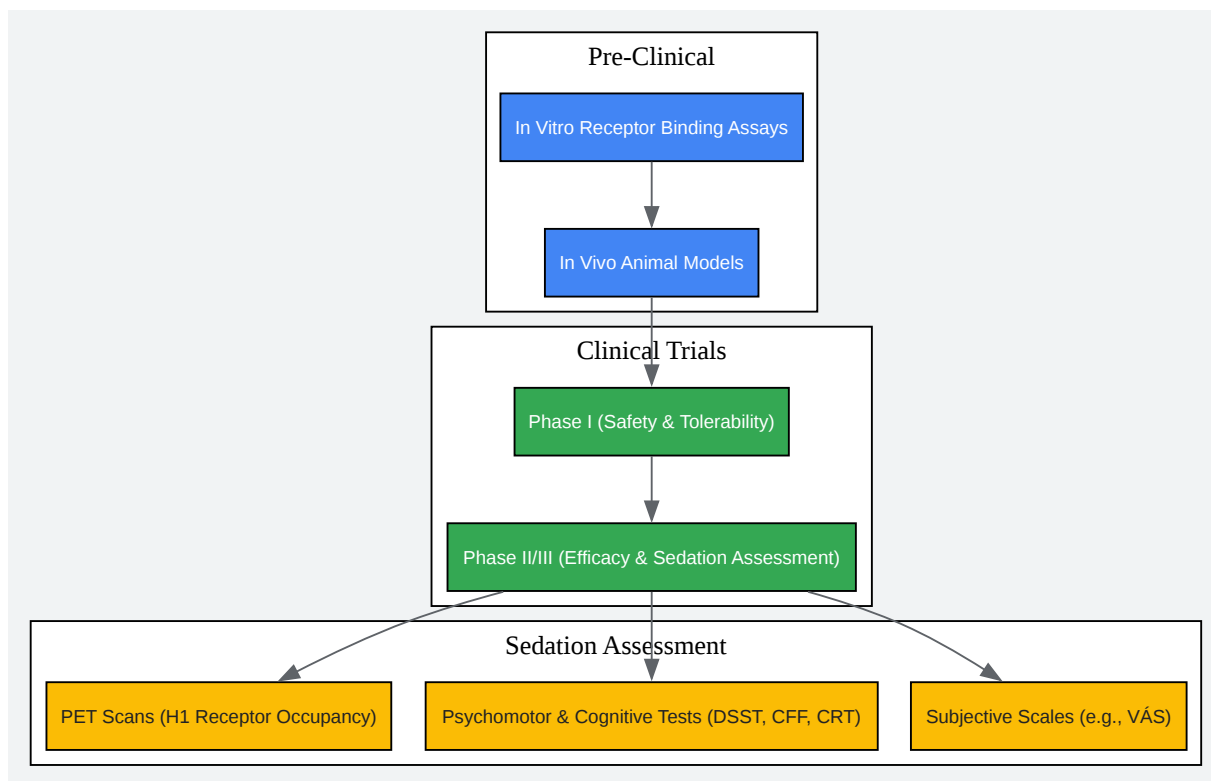 Pre-Clinical
In Vitro Receptor Binding Assays
In Vivo Animal Models
Clinical Trials
Phase I (Safety & Tolerability)
Phase II/III (Efficacy & Sedation Assessment)
Sedation Assessment
PET Scans (H1 Receptor Occupancy)
Psychomotor & Cognitive Tests (DSST, CFF, CRT)
Subjective Scales (e.g., VÁS)